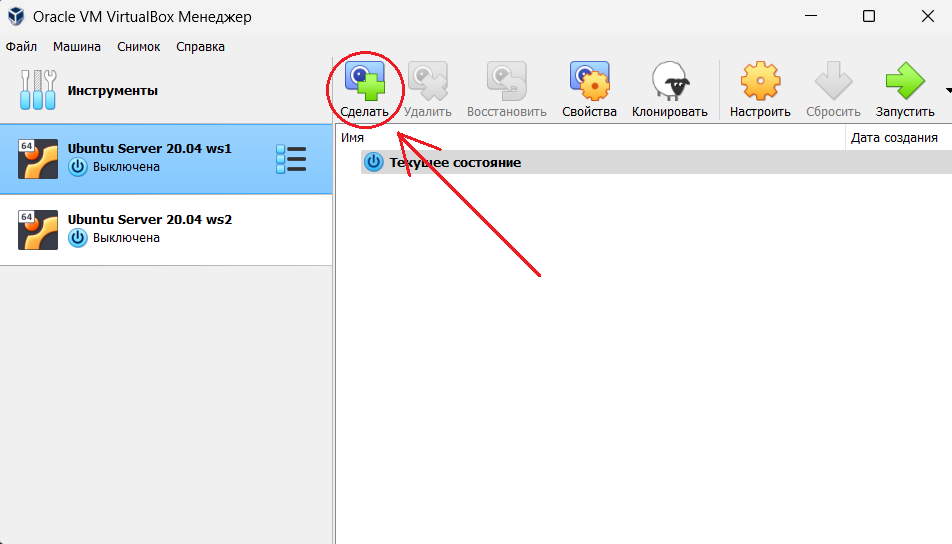 Oracle VM VirtualBox Менеджер
Файл Машина Снимок Справка
Инструменты
Сделать Удалить Восстановить Свойства Клонировать Настроить Сбросить Запустить
Имя Дата создания
Текущее состояние
64 Ubuntu Server 20.04 ws1
Выключена
64 Ubuntu Server 20.04 ws2
Выключена